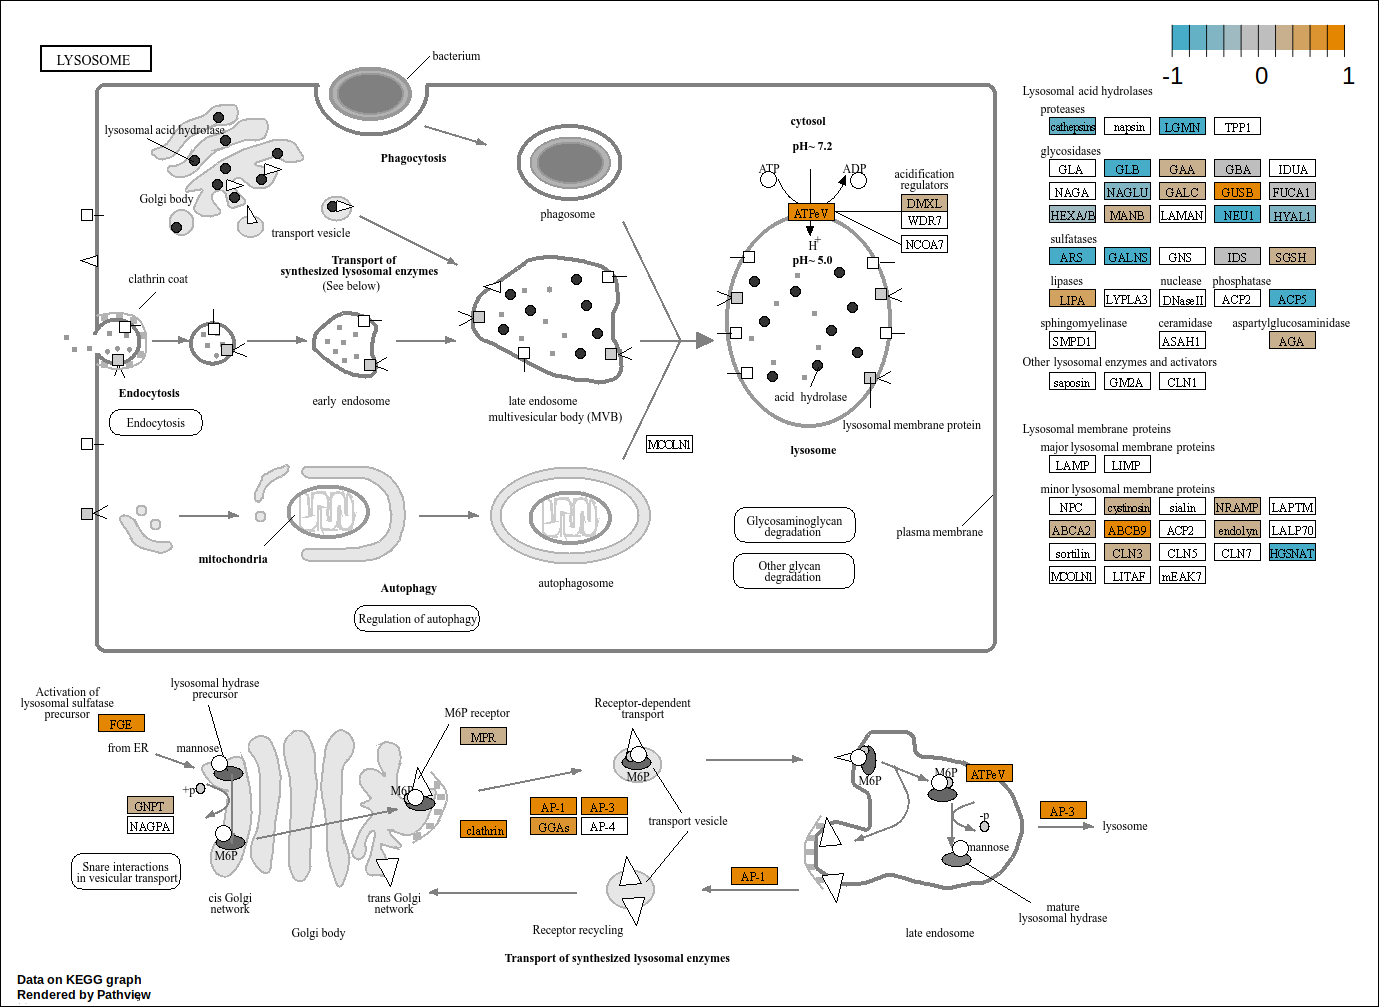 LYSOSOME
bacterium
-1 0 1
lysosomal acid hydrolase
Golgi body
transport vesicle
Phagocytosis
phagosome
Transport of
synthesized lysosomal enzymes
(See below)
clathrin coat
Endocytosis
Endocytosis
early endosome
late endosome
multivesicular body (MVB)
MCOLN1
cytosol
pH~ 7.2
ATP
ADP
ATPeV
H+
pH~ 5.0
acidification
regulators
DMXL
WDR7
NCOA7
acid hydrolase
lysosomal membrane protein
lysosome
mitochondria
Autophagy
Regulation of autophagy
autophagosome
Glycosaminoglycan
degradation
Other glycan
degradation
plasma membrane
Lysosomal acid hydrolases
proteases
cathepsins napsin LGMN TPP1
glycosidases
GLA GLB GAA GBA IDUA
NAGA NAGLU GALC GUSB FUCA1
HEXA/B MANB LAMAN NEU1 HYAL1
sulfatases
ARS GALNS GNS IDS SGSH
lipases nuclease phosphatase
LIPA LYPLA3 DNaseII ACP2 ACP5
sphingomyelinase ceramidase aspartylglucosaminidase
SMPD1 ASAH1 AGA
Other lysosomal enzymes and activators
saposin GM2A CLN1
Lysosomal membrane proteins
major lysosomal membrane proteins
LAMP LIMP
minor lysosomal membrane proteins
NPC cystinosin sialin NRAMP LAPTM
ABCA2 ABCB9 ACP2 endolyn LALP70
sortilin CLN3 CLN5 CLN7 HGSNAT
MCOLN1 LITAF mEAK7
Activation of
lysosomal sulfatase
precursor
FGE
from ER
lysosomal hydrase
precursor
mannose
+p
GNPT
NAGPA
M6P
Snare interactions
in vesicular transport
cis Golgi
network
Golgi body
trans Golgi
network
M6P
M6P receptor
MPR
clathrin
AP-1 AP-3
GGAs AP-4
Receptor-dependent
transport
M6P
transport vesicle
Receptor recycling
AP-1
M6P
M6P
ATPeV
-p
mannose
AP-3
lysosome
mature
lysosomal hydrase
late endosome
Transport of synthesized lysosomal enzymes
Data on KEGG graph
Rendered by Pathview